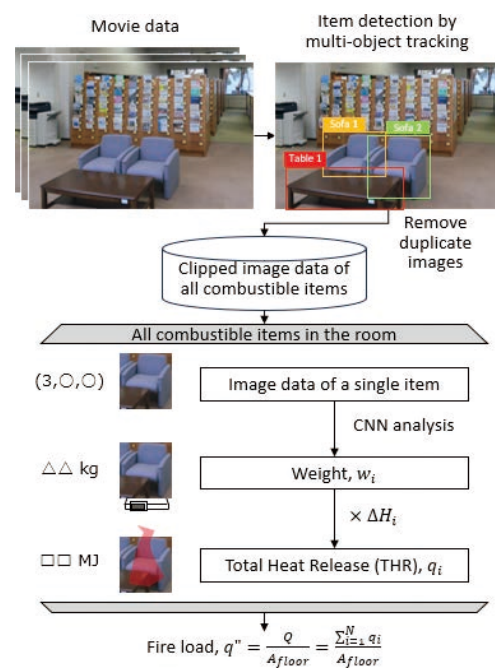 Movie data
Item detection by
multi-object tracking
Sofa 1
Sofa 2
Table 1
Remove
duplicate
images
Clipped image data of
all combustible items
All combustible items in the room
(3,○,○)
Image data of a single item
CNN analysis
△△ kg
Weight, wᵢ
× ΔHᵢ
□□ MJ
Total Heat Release (THR), qᵢ
Fire load, q" = Q/A_floor = ∑ᵢ₌₁ᴺ qᵢ/A_floor